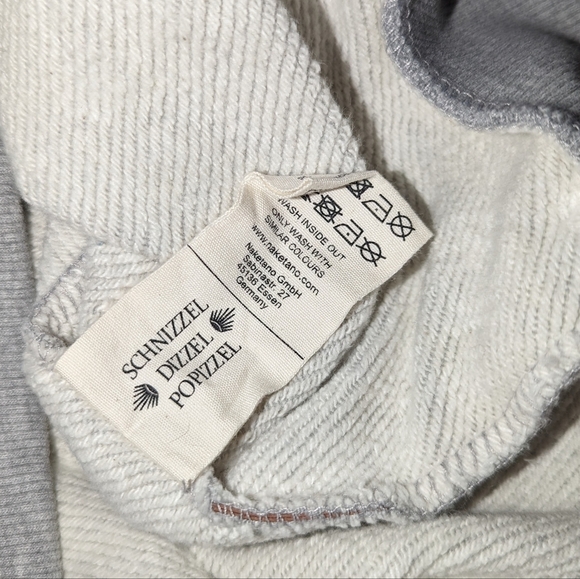 WASH INSIDE OUT
ONLY WASH WITH
SIMILAR COLOURS
www.naketano.com
Naketano GmbH
Sabinastr. 27
45136 Essen
Germany
SCHNIZZEL
DIZZEL
POPIZZEL